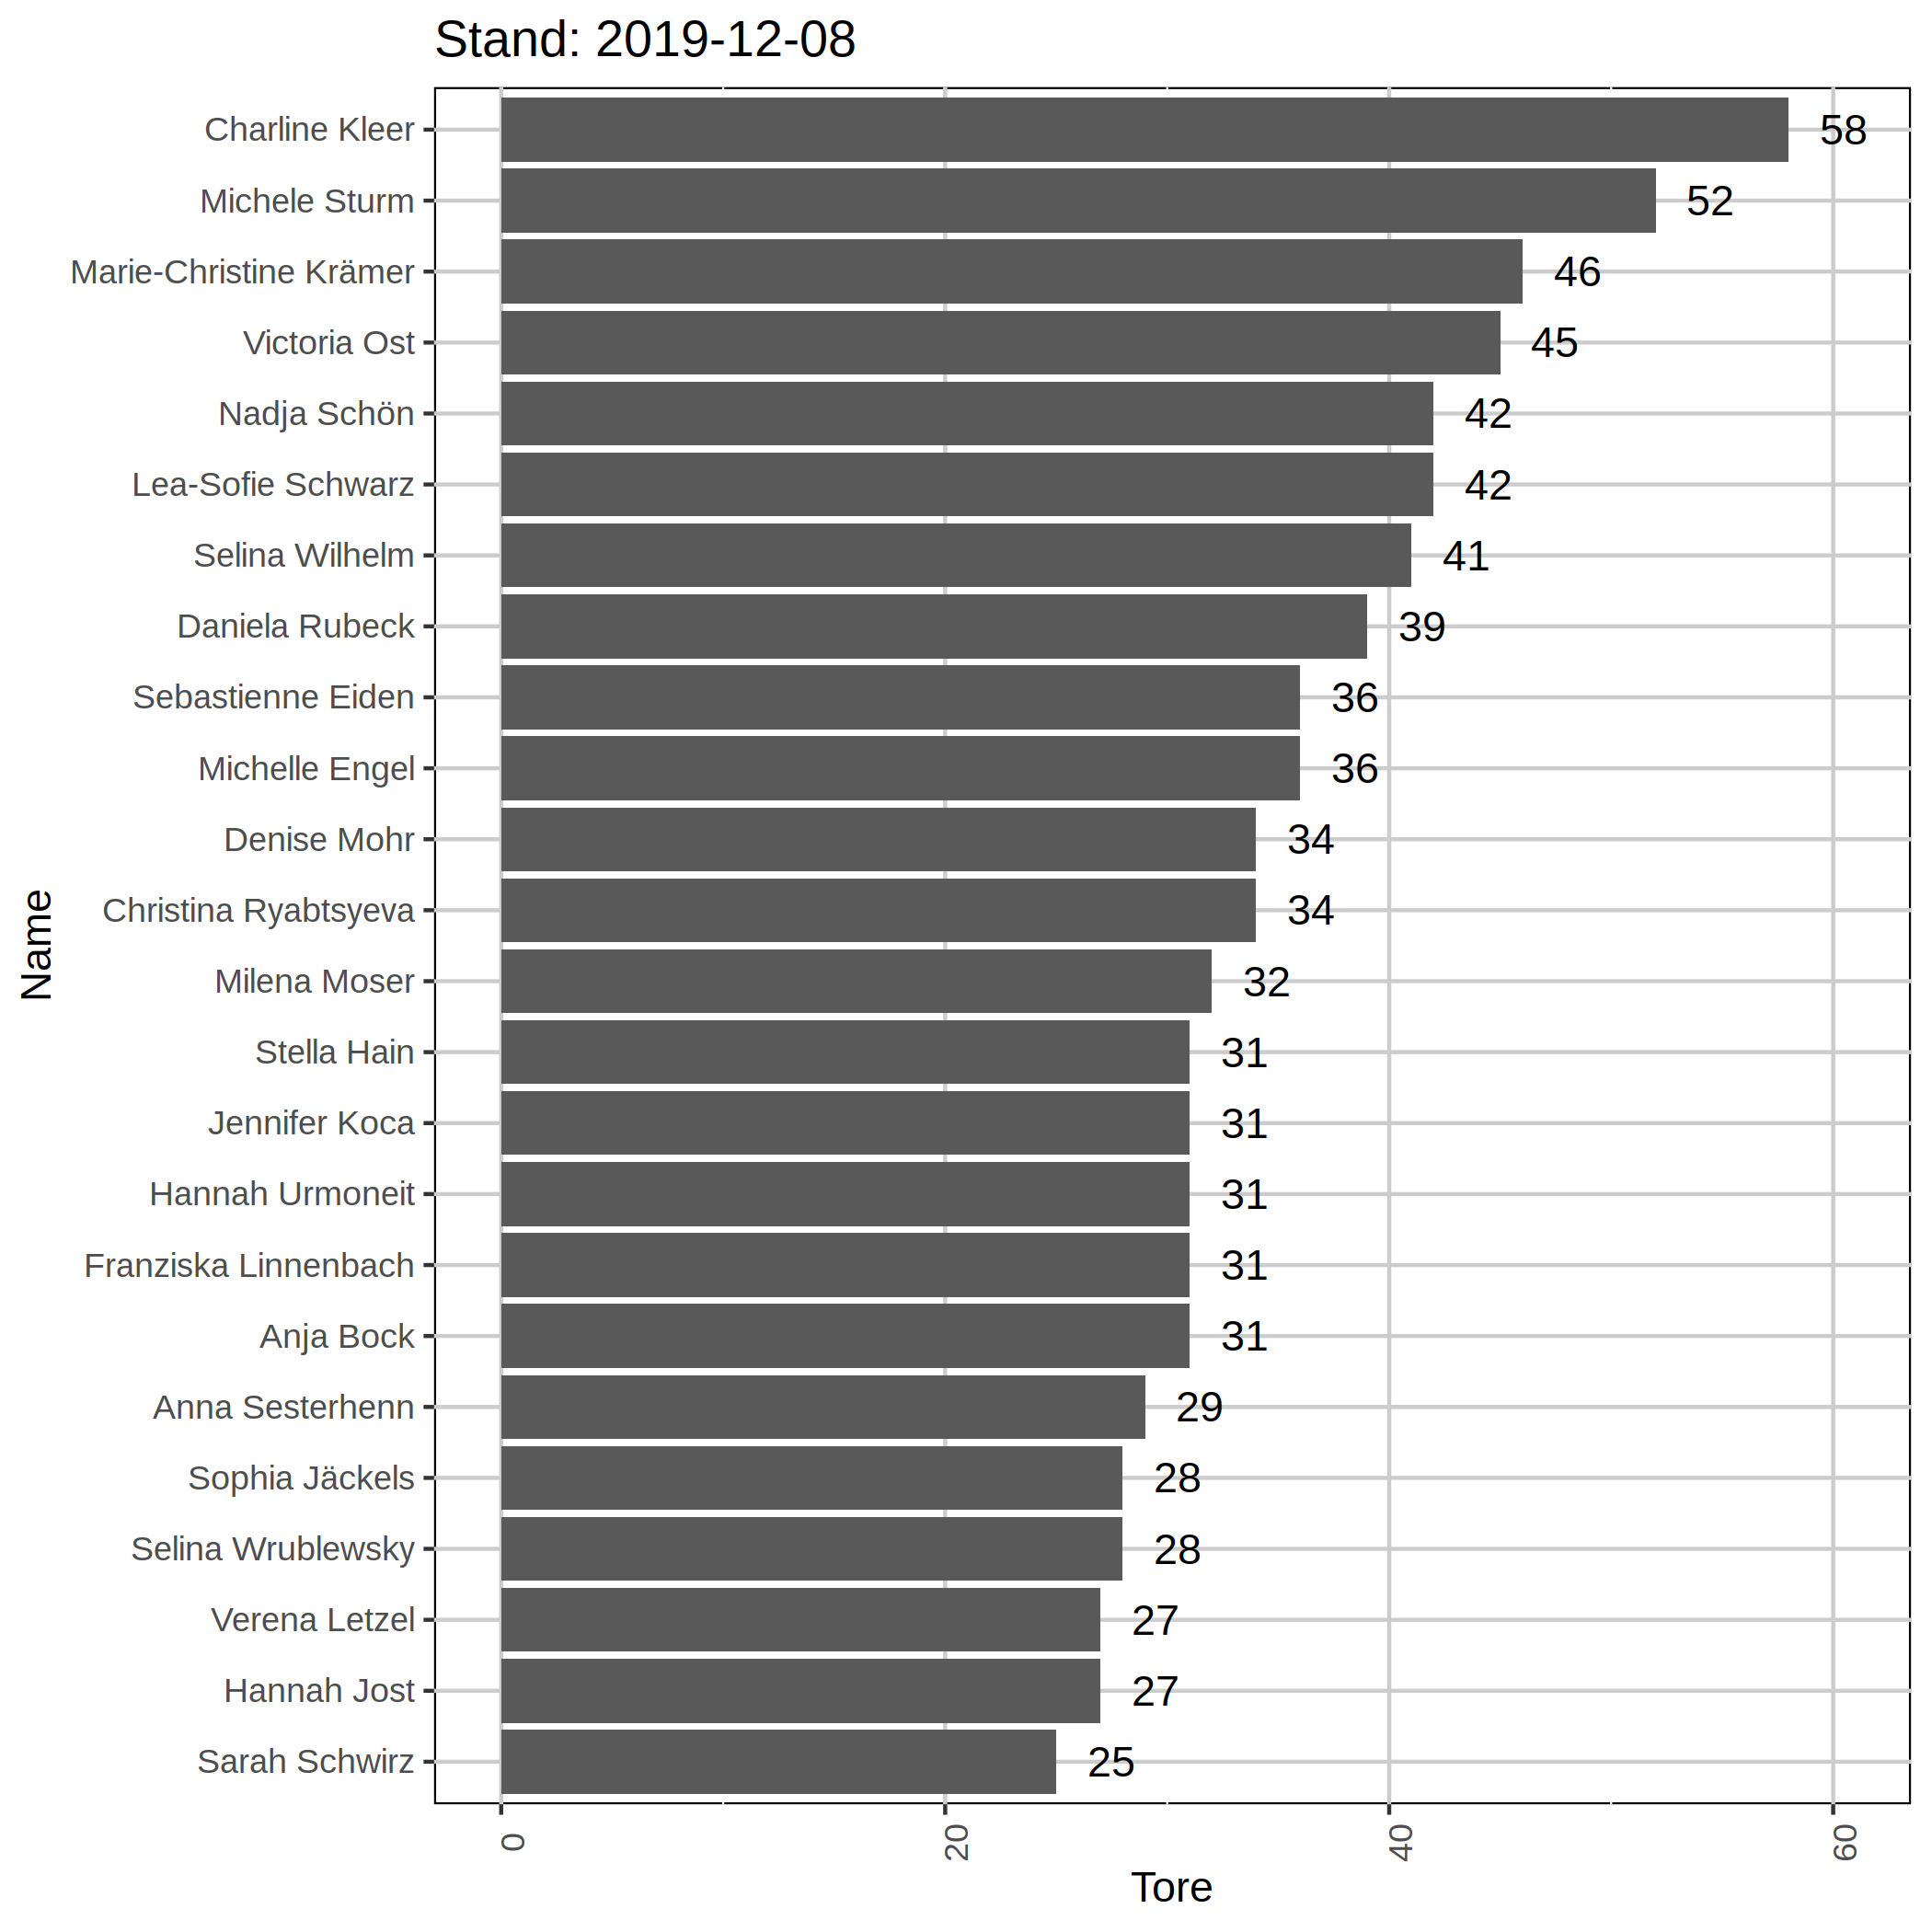 Stand: 2019-12-08
Charline Kleer 58
Michele Sturm 52
Marie-Christine Krämer 46
Victoria Ost 45
Nadja Schön 42
Lea-Sofie Schwarz 42
Selina Wilhelm 41
Daniela Rubeck 39
Sebastienne Eiden 36
Michelle Engel 36
Denise Mohr 34
Christina Ryabtsyeva 34
Milena Moser 32
Stella Hain 31
Jennifer Koca 31
Hannah Urmoneit 31
Franziska Linnenbach 31
Anja Bock 31
Anna Sesterhenn 29
Sophia Jäckels 28
Selina Wrublewsky 28
Verena Letzel 27
Hannah Jost 27
Sarah Schwirz 25
Name
0 20 40 60
Tore